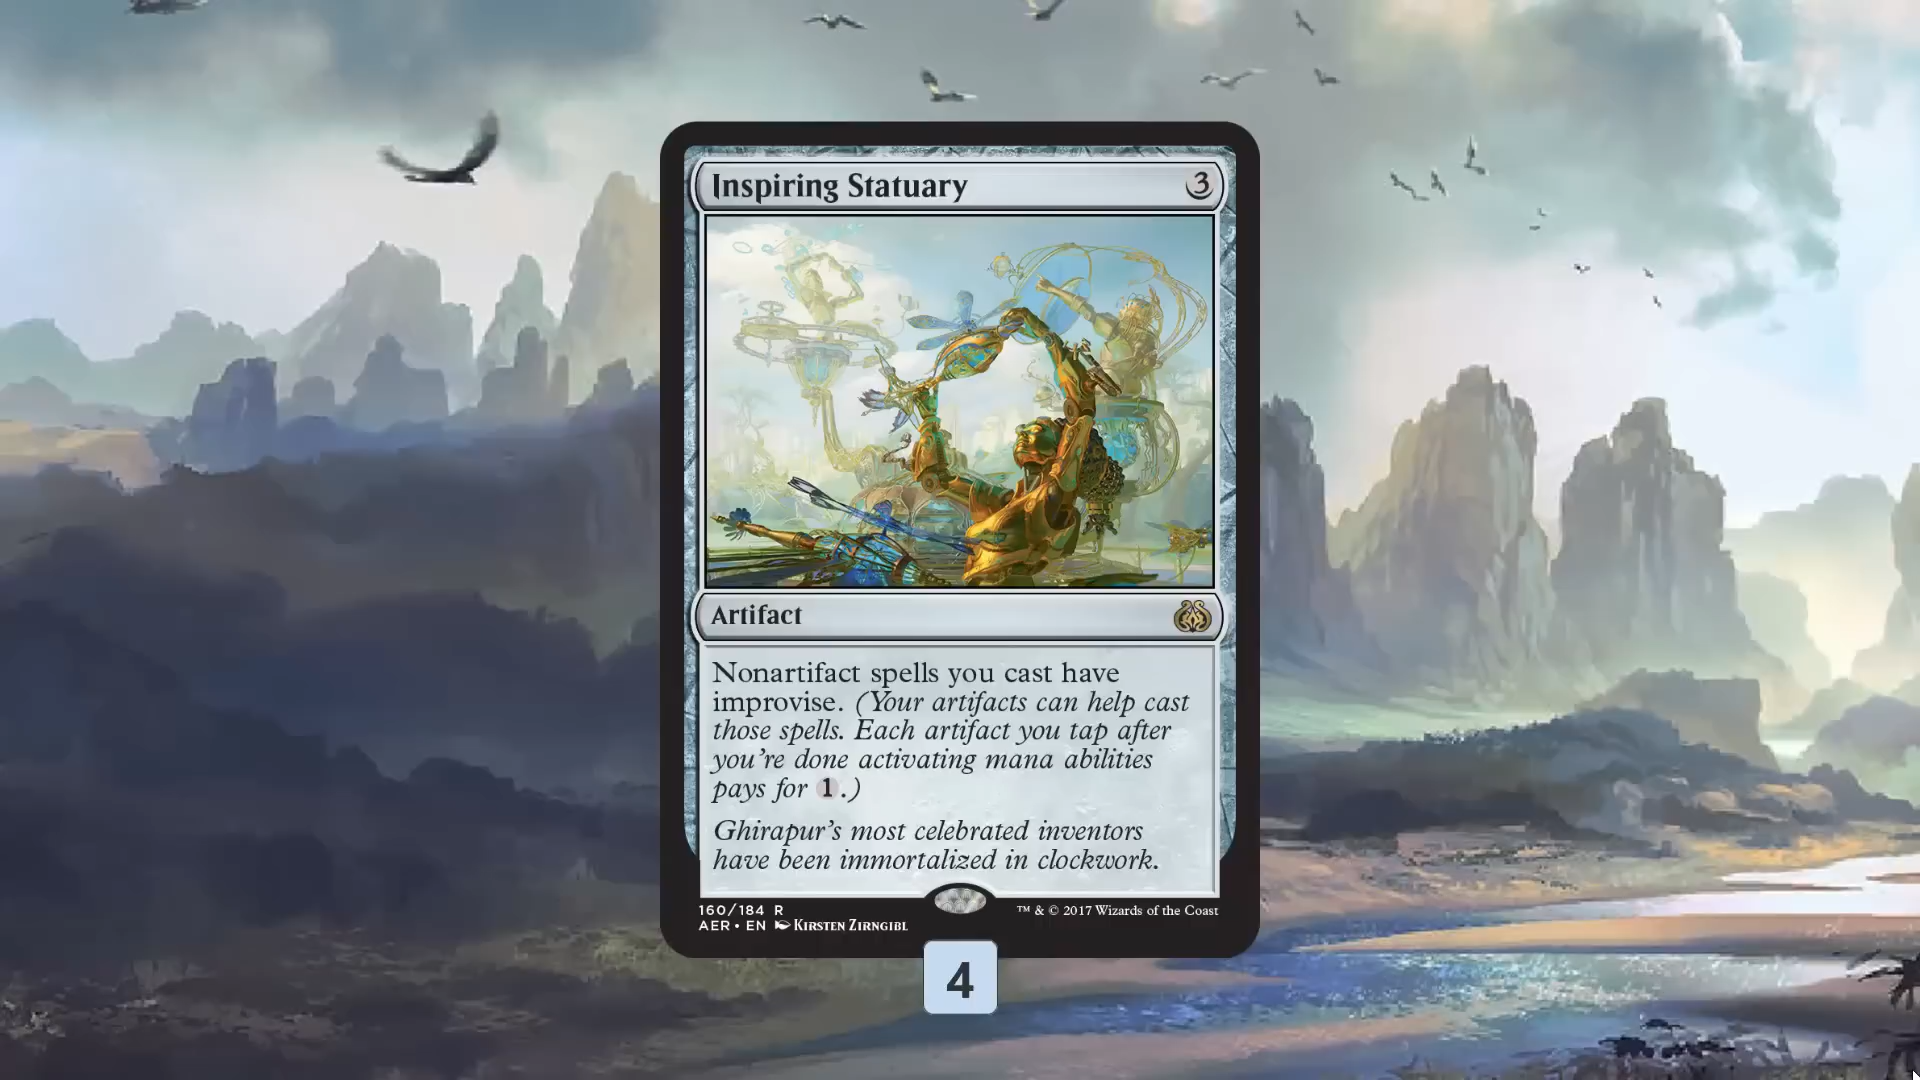 Inspiring Statuary 3
Artifact
Nonartifact spells you cast have
improvise. (Your artifacts can help cast
those spells. Each artifact you tap after
you're done activating mana abilities
pays for 1.)
Ghirapur's most celebrated inventors
have been immortalized in clockwork.
160/184 R
AER • EN Kirsten Zirngibl
™ & © 2017 Wizards of the Coast
4